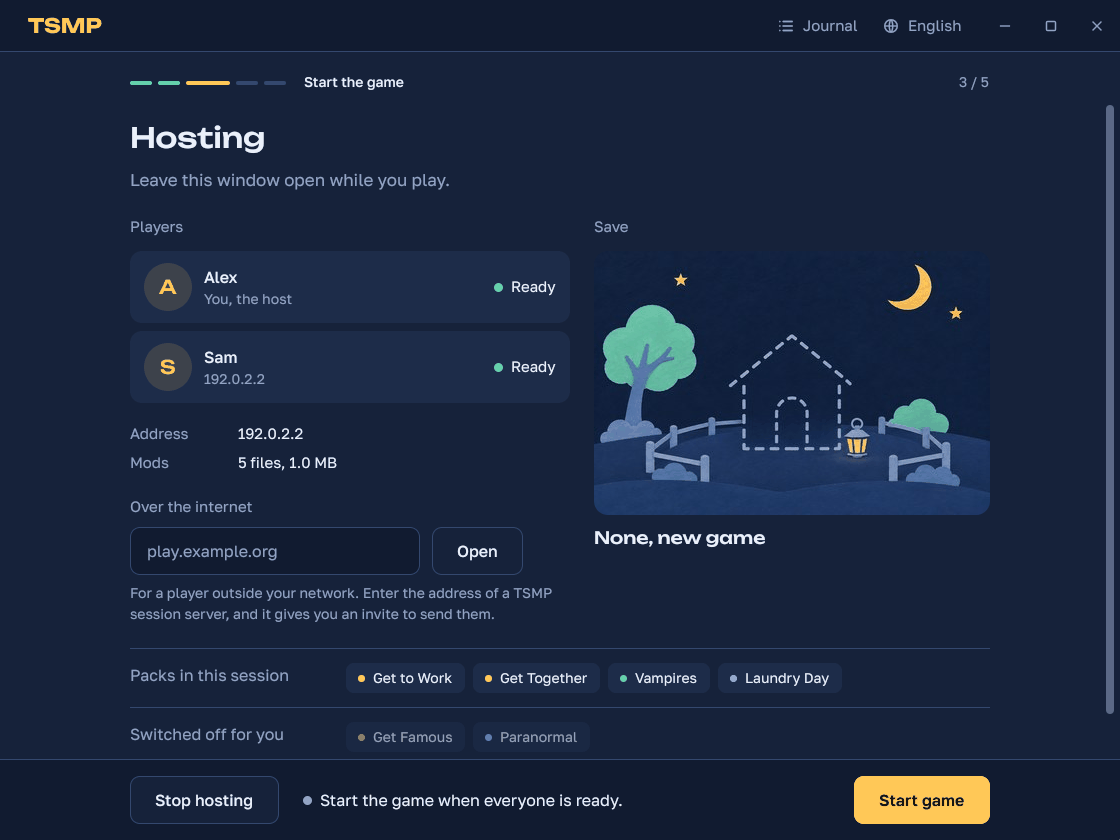 TSMP
Journal
English
Start the game
3 / 5
Hosting
Leave this window open while you play.
Players
Save
A
Alex
You, the host
Ready
S
Sam
192.0.2.2
Ready
Address
192.0.2.2
Mods
5 files, 1.0 MB
Over the internet
play.example.org
Open
None, new game
For a player outside your network. Enter the address of a TSMP
session server, and it gives you an invite to send them.
Packs in this session
Get to Work
Get Together
Vampires
Laundry Day
Switched off for you
Get Famous
Paranormal
Stop hosting
Start the game when everyone is ready.
Start game